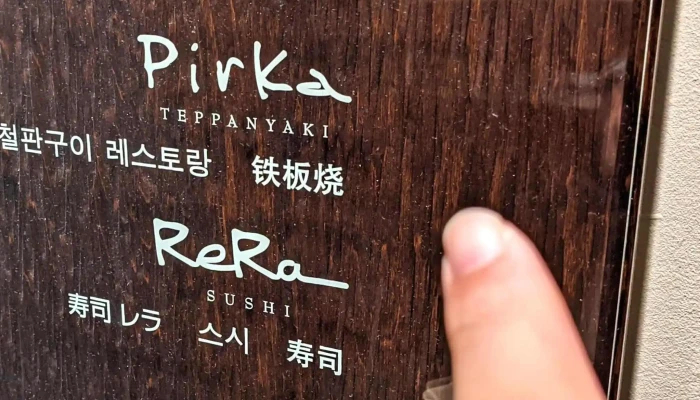 Pirka
TEPPANYAKI
철판구이 레스토랑 铁板烧
ReRa
SUSHI
寿司 レラ 스시 寿司